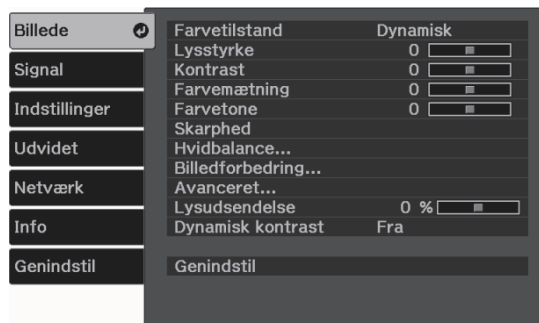 Billede
Signal
Indstillinger
Udvidet
Netværk
Info
Genindstil
Farvetilstand Dynamisk
Lysstyrke 0
Kontrast 0
Farvemætning 0
Farvetone 0
Skarphed
Hvidbalance...
Billedforbedring...
Avanceret...
Lysudsendelse 0 %
Dynamisk kontrast Fra
Genindstil